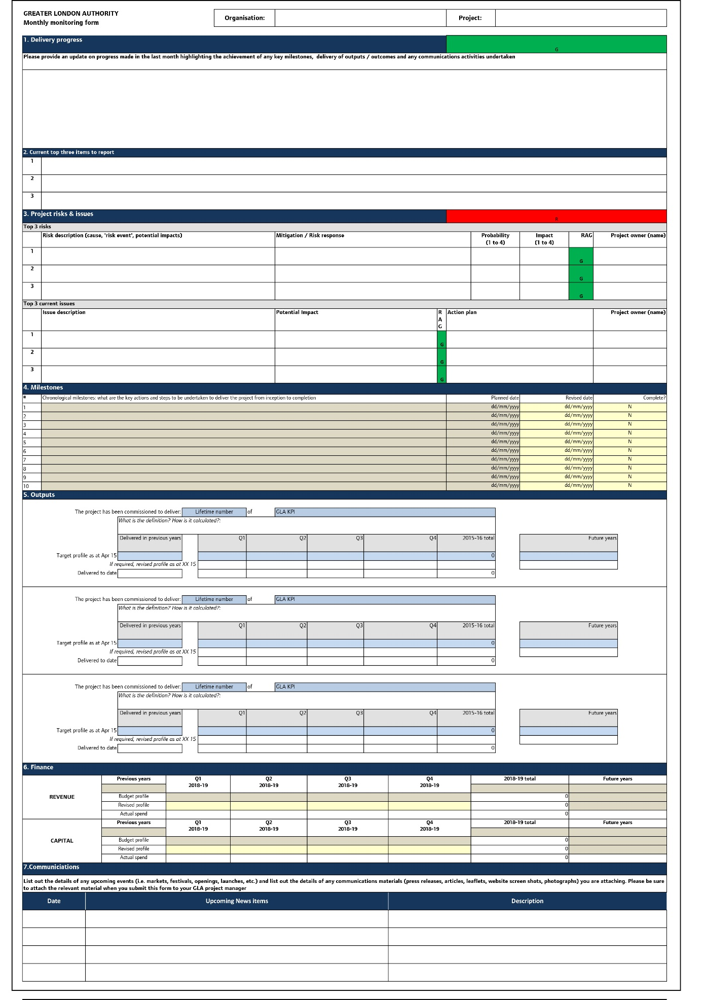 GREATER LONDON AUTHORITY
Monthly monitoring form
Organisation: Project:
1. Delivery progress
G
Please provide an update on progress made in the last month highlighting the achievement of any key milestones, delivery of outputs / outcomes and any communications activities undertaken
2. Current top three items to report
1
2
3
3. Project risks & issues
R
Top 3 risks
Risk description (cause, 'risk event', potential impacts) Mitigation / Risk response Probability (1 to 4) Impact (1 to 4) RAG Project owner (name)
1 G
2 G
3 G
Top 3 current issues
Issue description Potential Impact R A G Action plan Project owner (name)
1 G
2 G
3 G
4. Milestones
# Chronological milestones: what are the key actions and steps to be undertaken to deliver the project from inception to completion Planned date Revised date Complete?
1 dd/mm/yyyy dd/mm/yyyy N
2 dd/mm/yyyy dd/mm/yyyy N
3 dd/mm/yyyy dd/mm/yyyy N
4 dd/mm/yyyy dd/mm/yyyy N
5 dd/mm/yyyy dd/mm/yyyy N
6 dd/mm/yyyy dd/mm/yyyy N
7 dd/mm/yyyy dd/mm/yyyy N
8 dd/mm/yyyy dd/mm/yyyy N
9 dd/mm/yyyy dd/mm/yyyy N
10 dd/mm/yyyy dd/mm/yyyy N
5. Outputs
The project has been commissioned to deliver: Lifetime number of GLA KPI
What is the definition? How is it calculated?:
Delivered in previous years Q1 Q2 Q3 Q4 2015-16 total Future years
Target profile as at Apr 15 0
If required, revised profile as at XX 15
Delivered to date 0
The project has been commissioned to deliver: Lifetime number of GLA KPI
What is the definition? How is it calculated?:
Delivered in previous years Q1 Q2 Q3 Q4 2015-16 total Future years
Target profile as at Apr 15 0
If required, revised profile as at XX 15
Delivered to date 0
The project has been commissioned to deliver: Lifetime number of GLA KPI
What is the definition? How is it calculated?:
Delivered in previous years Q1 Q2 Q3 Q4 2015-16 total Future years
Target profile as at Apr 15 0
If required, revised profile as at XX 15
Delivered to date 0
6. Finance
Previous years Q1 Q2 Q3 Q4 2018-19 total Future years
2018-19 2018-19 2018-19 2018-19
REVENUE Budget profile 0
Revised profile 0
Actual spend 0
Previous years Q1 Q2 Q3 Q4 2018-19 total Future years
2018-19 2018-19 2018-19 2018-19
CAPITAL Budget profile 0
Revised profile 0
Actual spend 0
7.Communiciations
List out the details of any upcoming events (i.e. markets, festivals, openings, launches, etc.) and list out the details of any communications materials (press releases, articles, leaflets, website screen shots, photographs) you are attaching. Please be sure
to attach the relevant material when you submit this form to your GLA project manager
Date Upcoming News items Description